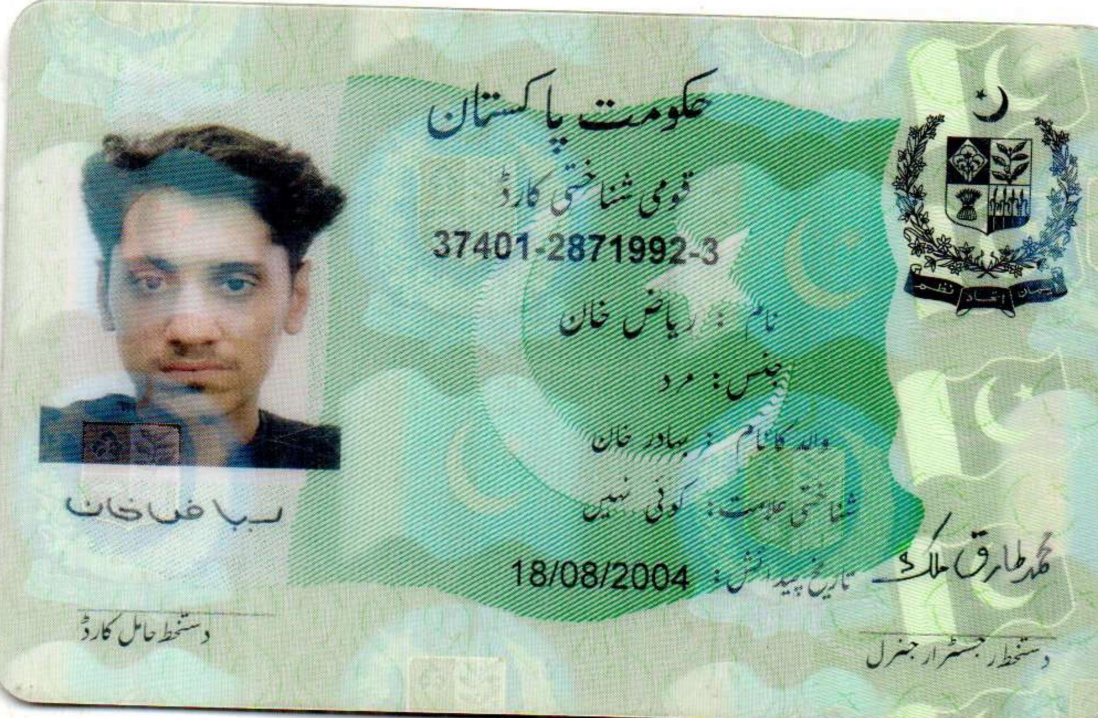 حکومت پاکستان
قومی شناختی کارڈ
37401-2871992-3
نام : ریاض خان
جنس: مرد
والد کا نام : بہادر خان
شناختی علامت: کوئی نہیں
تاریخ پیدائش: 18/08/2004
ریاض خان
دستخط حامل کارڈ
محمد طارق ملک
دستخط رجسٹرار جنرل
ایمان اتحاد نظم